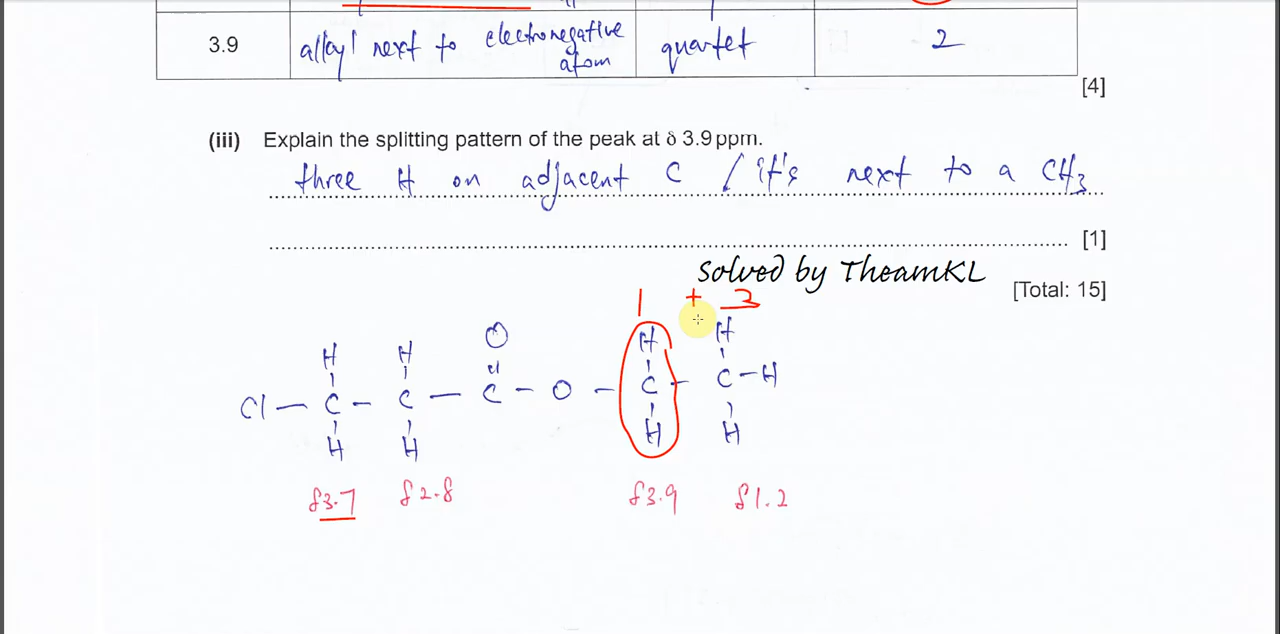 3.9 alkyl next to electronegative atom quartet 2
[4]
(iii) Explain the splitting pattern of the peak at δ 3.9 ppm.
three H on adjacent C / it's next to a CH3
[1]
Solved by TheamKL
[Total: 15]
1 + 3
H H O H H
Cl – C – C – C – O – C – C – H
H H H H
δ3.7 δ2.8 δ3.9 δ1.2